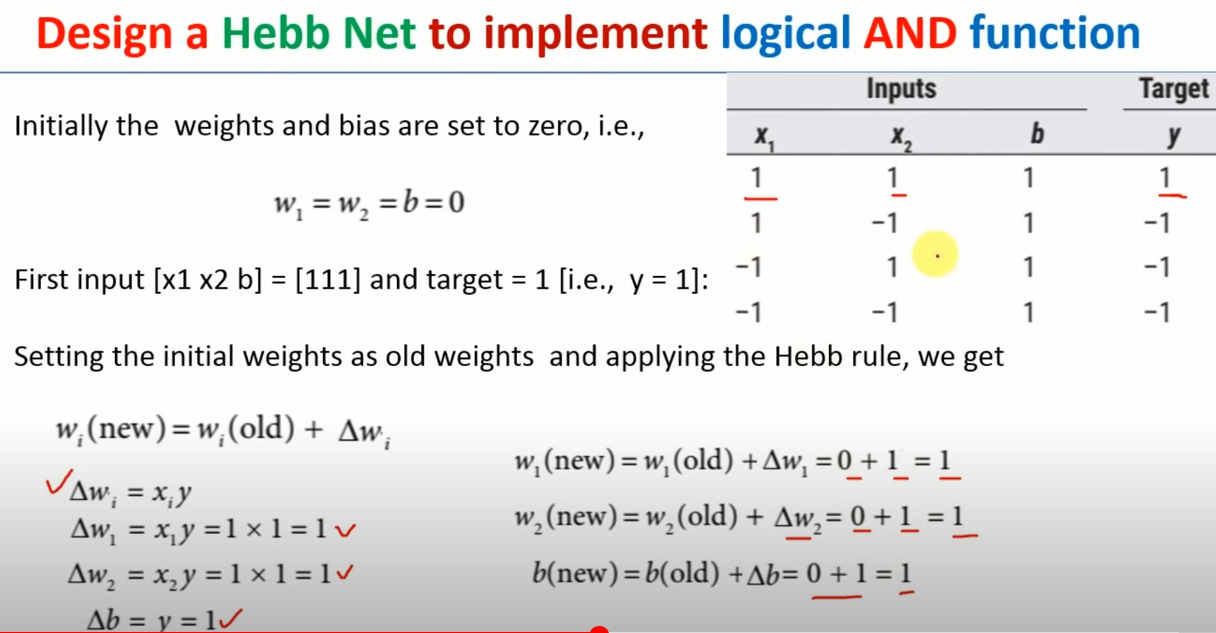 Design a Hebb Net to implement logical AND function
Inputs Target
x₁ x₂ b y
1 1 1 1
1 −1 1 −1
−1 1 1 −1
−1 −1 1 −1
Initially the weights and bias are set to zero, i.e.,
w₁ = w₂ = b = 0
First input [x1 x2 b] = [111] and target = 1 [i.e., y = 1]:
Setting the initial weights as old weights and applying the Hebb rule, we get
wᵢ(new) = wᵢ(old) + Δwᵢ
Δwᵢ = xᵢy
Δw₁ = x₁y = 1 × 1 = 1
Δw₂ = x₂y = 1 × 1 = 1
Δb = y = 1
w₁(new) = w₁(old) + Δw₁ = 0 + 1 = 1
w₂(new) = w₂(old) + Δw₂ = 0 + 1 = 1
b(new) = b(old) + Δb = 0 + 1 = 1